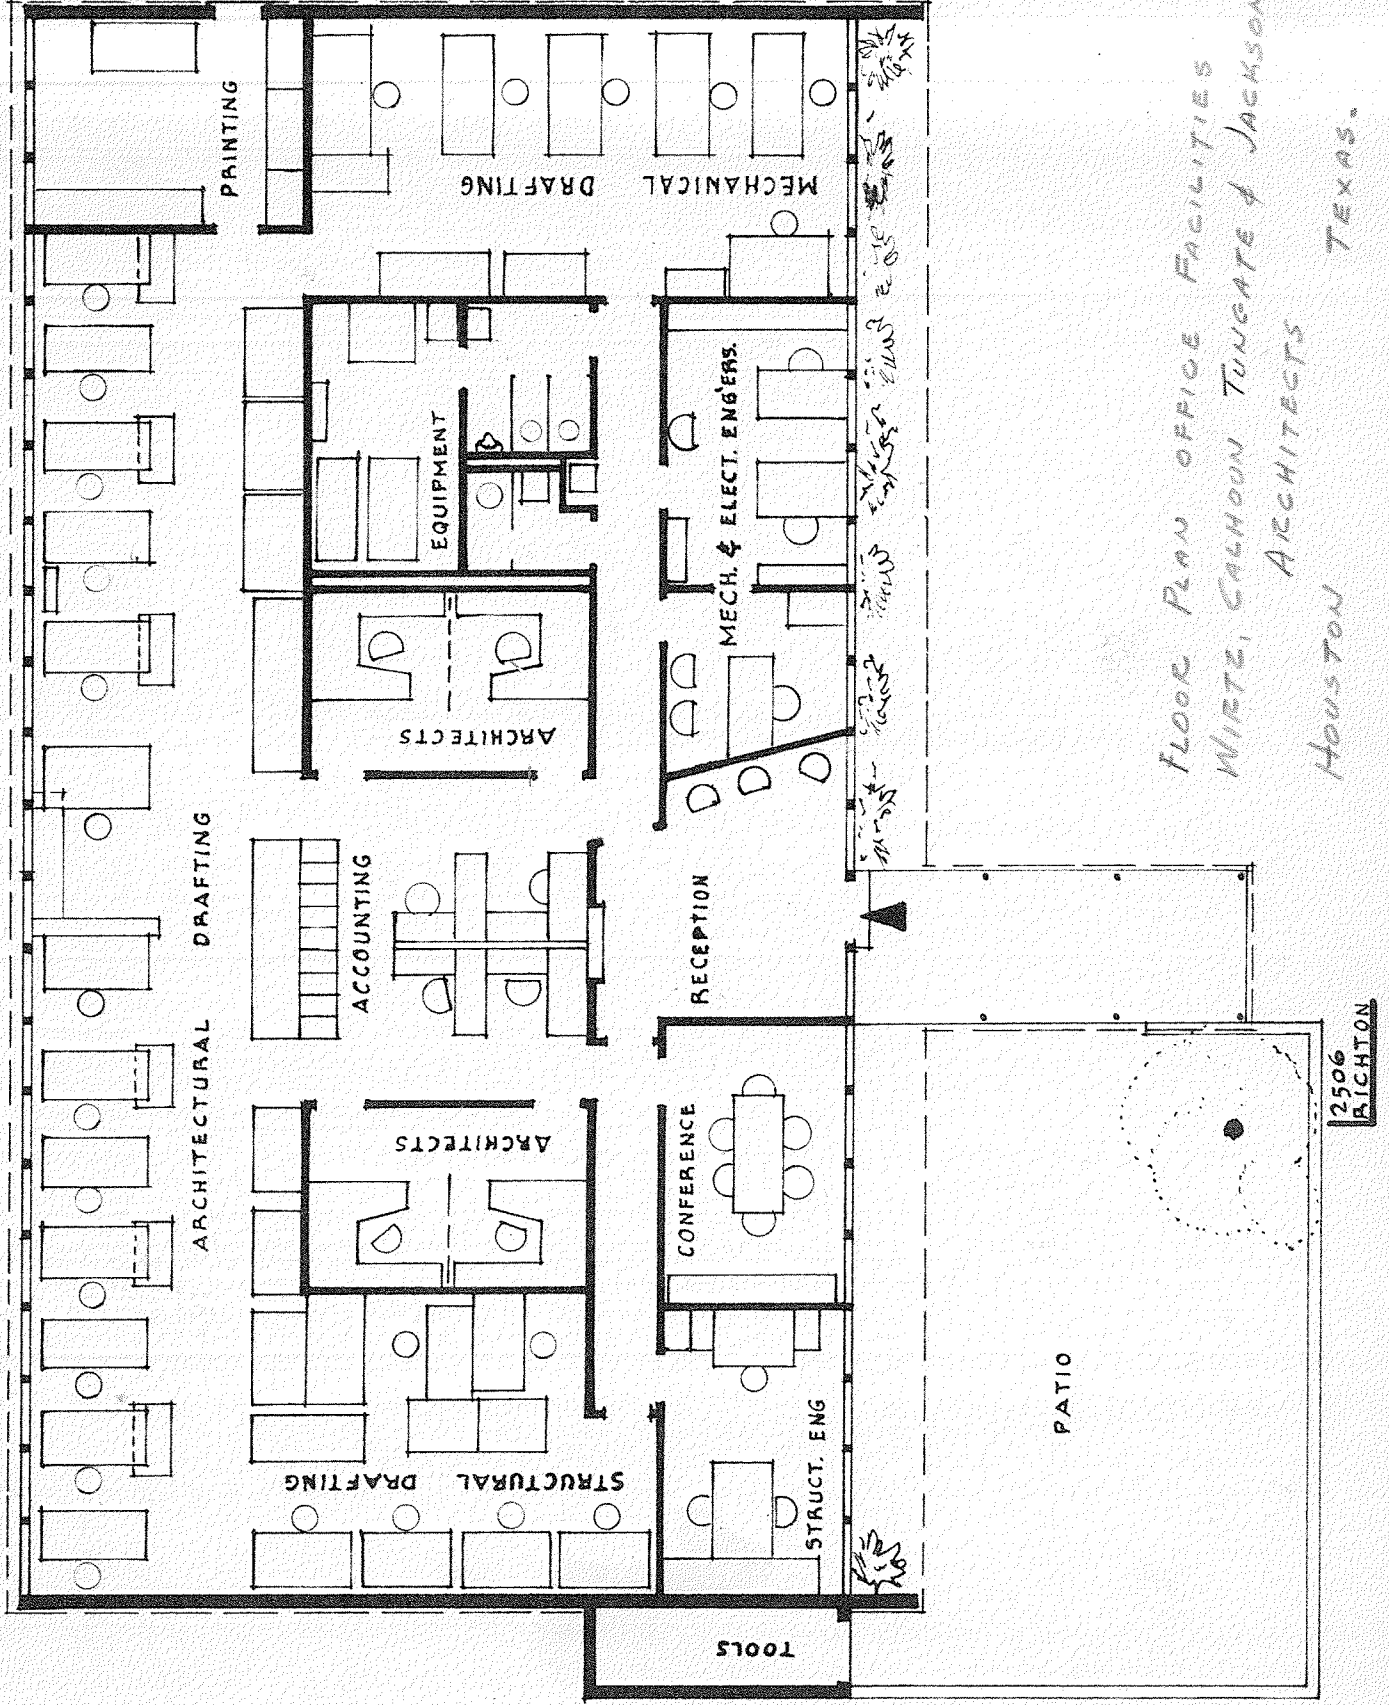 PRINTING
MECHANICAL DRAFTING
EQUIPMENT
MECH. & ELECT. ENG'ERS.
ARCHITECTS
ARCHITECTURAL DRAFTING
ACCOUNTING
RECEPTION
ARCHITECTS
CONFERENCE
STRUCTURAL DRAFTING
STRUCT. ENG
TOOLS
PATIO
2506
RICHTON
FLOOR PLAN OFFICE FACILITIES
WIRTZ, CALHOUN TUNGATE & JACKSON
ARCHITECTS
HOUSTON TEXAS.